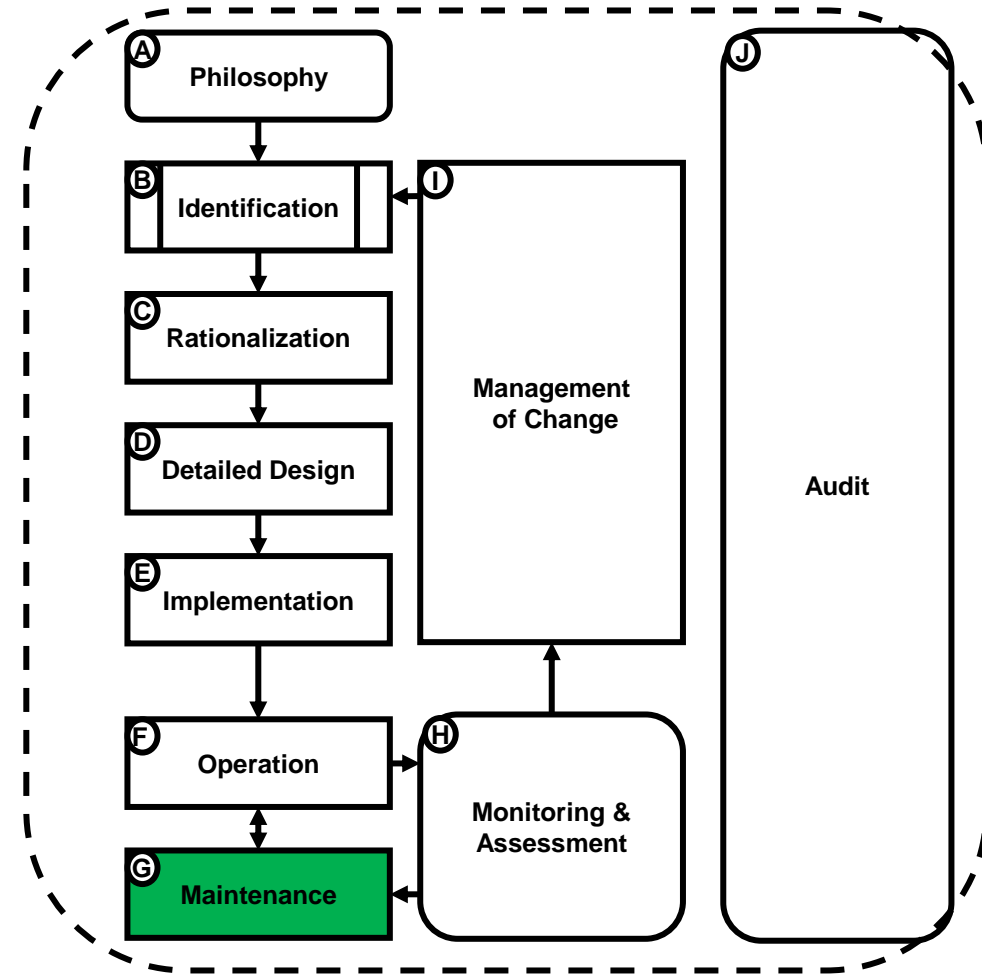 A
Philosophy
B
Identification
C
Rationalization
D
Detailed Design
E
Implementation
F
Operation
G
Maintenance
H
Monitoring &
Assessment
I
Management
of Change
J
Audit